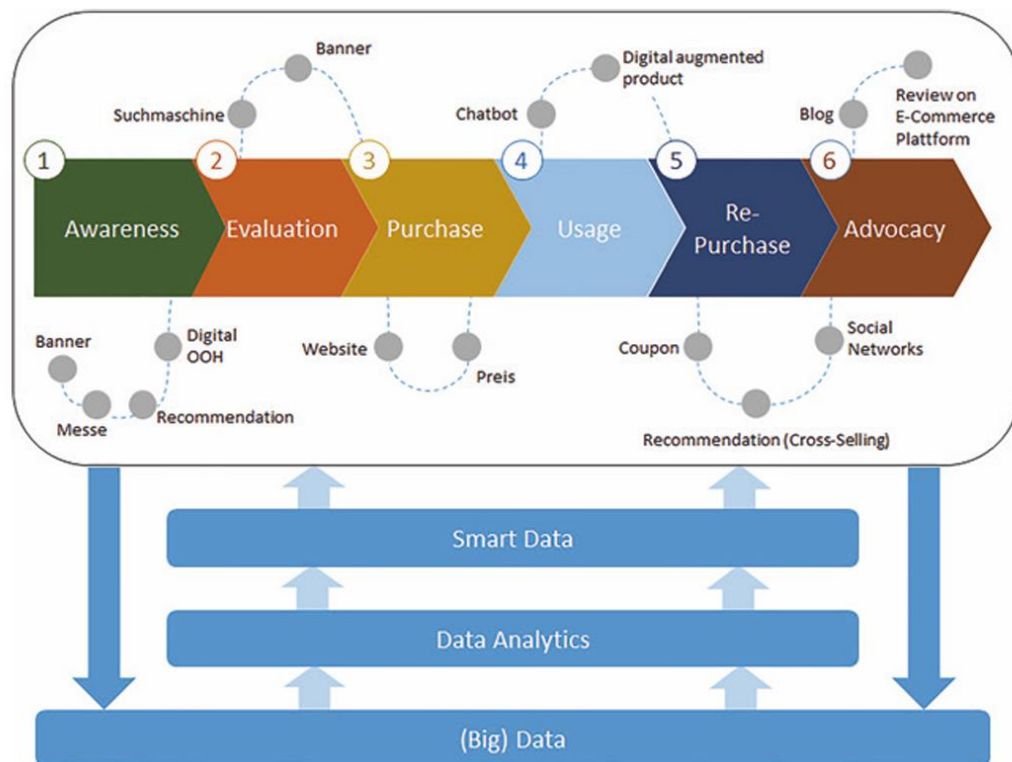 Banner
Suchmaschine
Chatbot
Digital augmented
product
Blog
Review on
E-Commerce
Plattform
1
2
3
4
5
6
Awareness
Evaluation
Purchase
Usage
Re-
Purchase
Advocacy
Banner
Messe
Recommendation
Digital
OOH
Website
Preis
Coupon
Recommendation (Cross-Selling)
Social
Networks
Smart Data
Data Analytics
(Big) Data